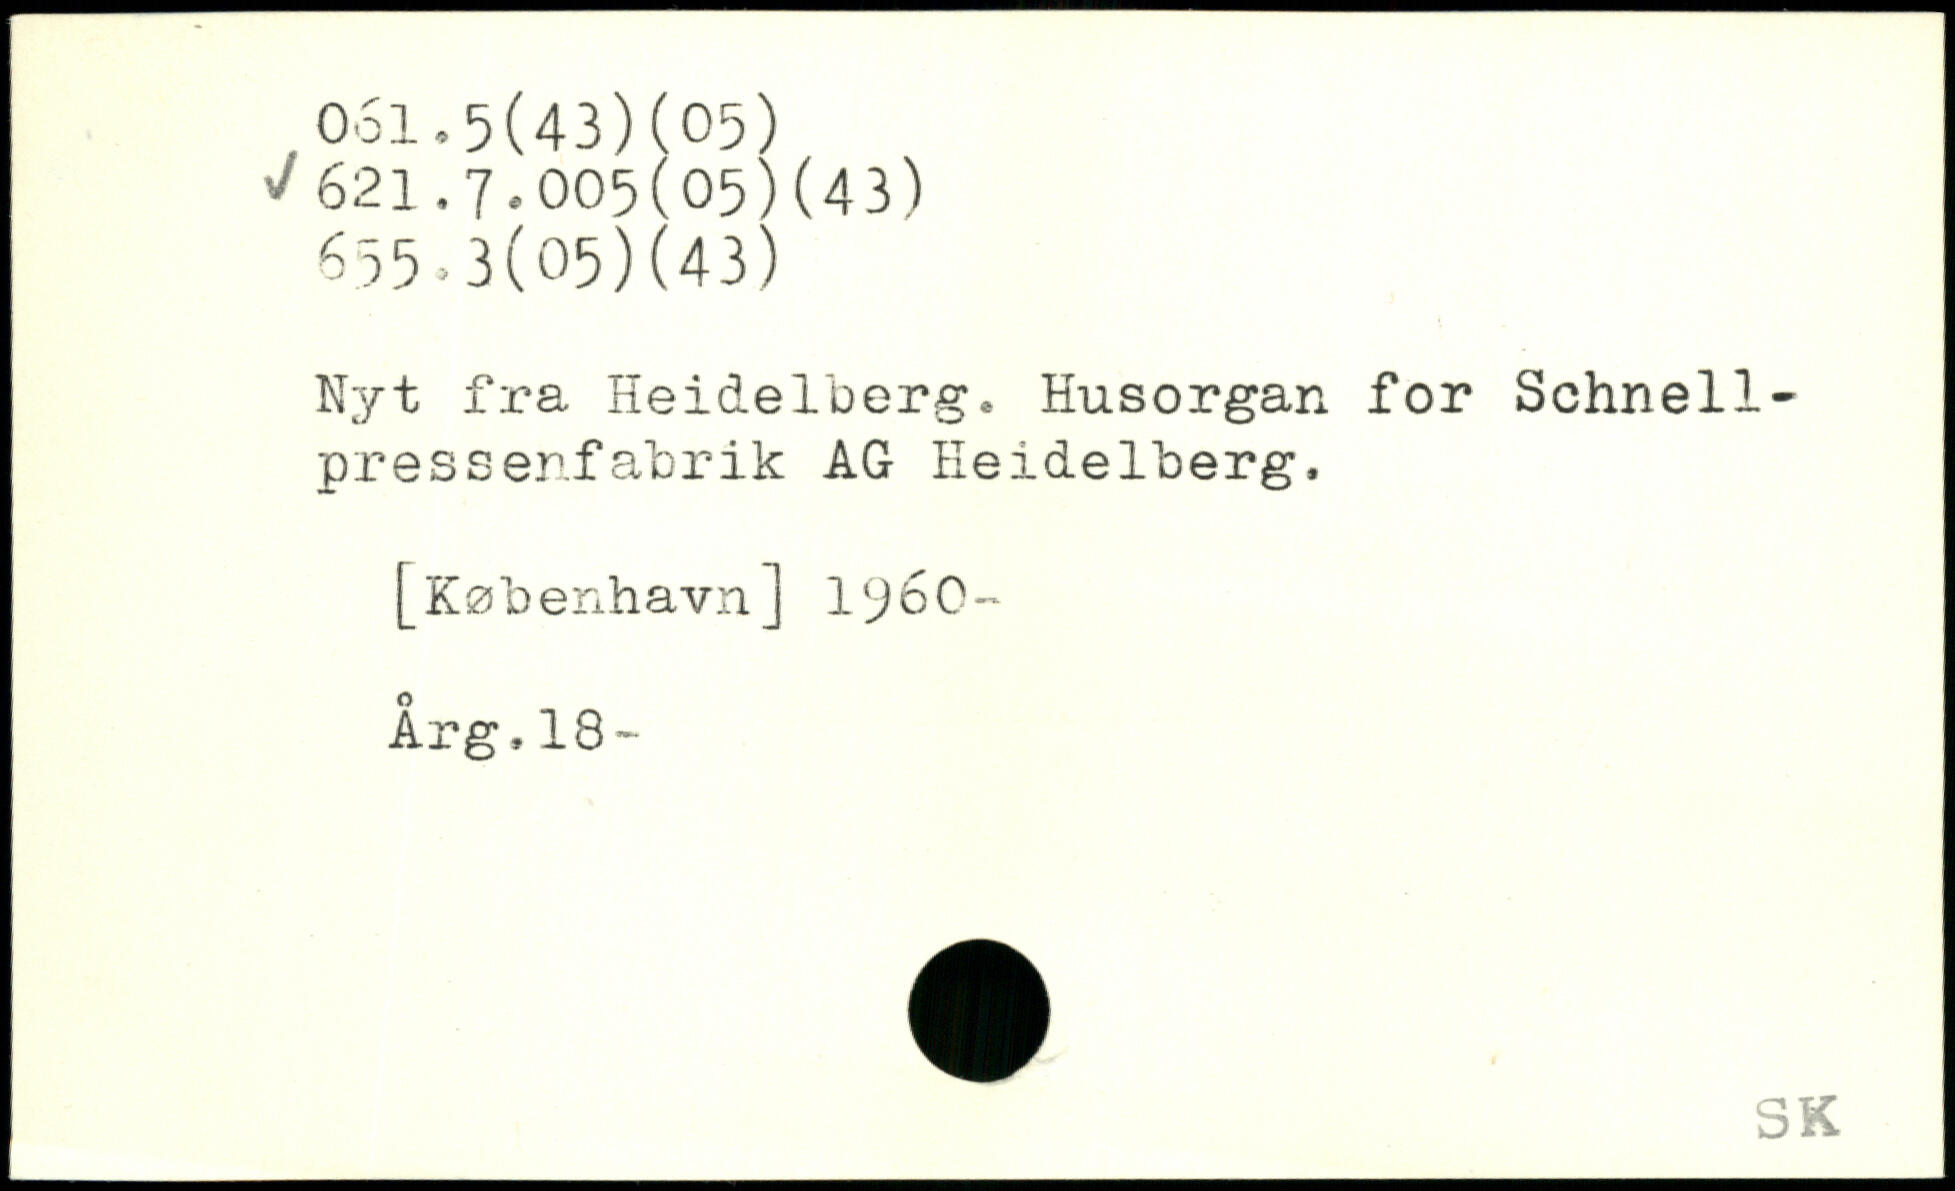 061.5(43)(05)
✓ 621.7.005(05)(43)
655.3(05)(43)
Nyt fra Heidelberg. Husorgan for Schnell-
pressenfabrik AG Heidelberg.
[København] 1960-
Årg.18-
SK